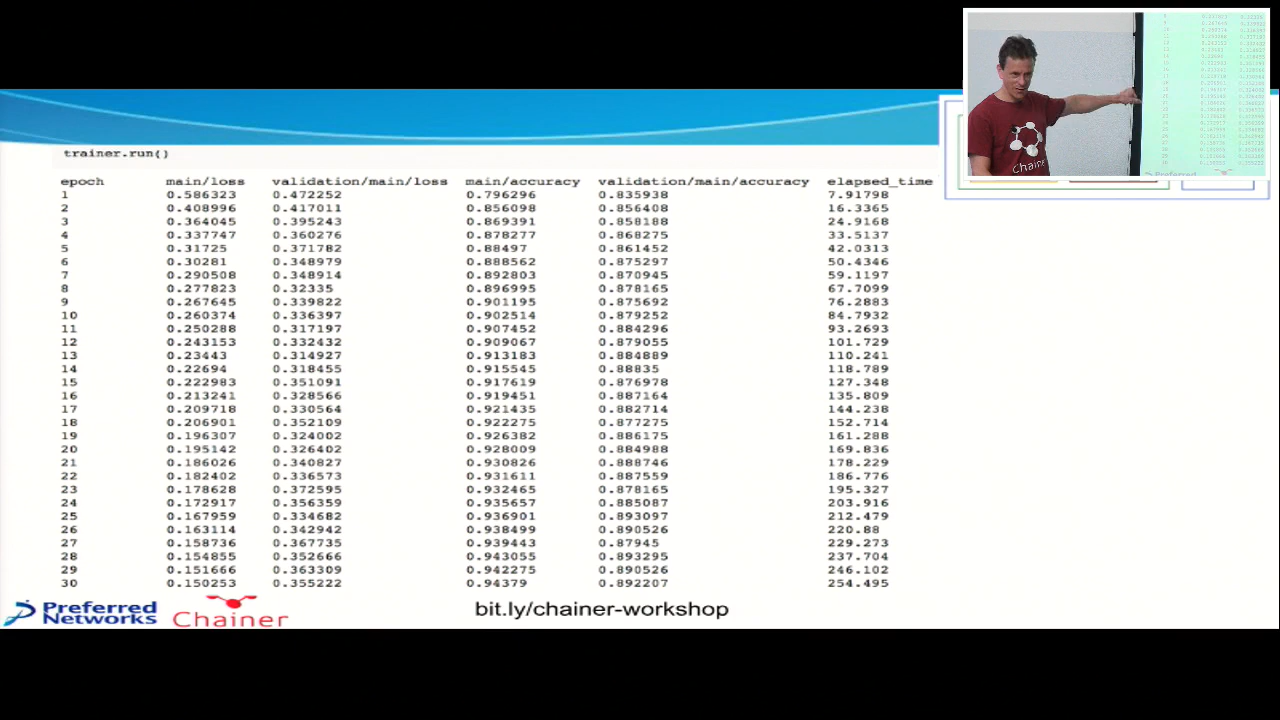 trainer.run()
epoch main/loss validation/main/loss main/accuracy validation/main/accuracy elapsed_time
1 0.586323 0.472252 0.796296 0.835938 7.91798
2 0.408996 0.417011 0.856098 0.856408 16.3365
3 0.364045 0.395243 0.869391 0.858188 24.9168
4 0.337747 0.360276 0.878277 0.868275 33.5137
5 0.31725 0.371782 0.88497 0.861452 42.0313
6 0.30281 0.348979 0.888562 0.875297 50.4346
7 0.290508 0.348914 0.892803 0.870945 59.1197
8 0.277823 0.32335 0.896995 0.878165 67.7099
9 0.267645 0.339822 0.901195 0.875692 76.2883
10 0.260374 0.336397 0.902514 0.879252 84.7932
11 0.250288 0.317197 0.907452 0.884296 93.2693
12 0.243153 0.332432 0.909067 0.879055 101.729
13 0.23443 0.314927 0.913183 0.884889 110.241
14 0.22694 0.318455 0.915545 0.88835 118.789
15 0.222983 0.351091 0.917619 0.876978 127.348
16 0.213241 0.328566 0.919451 0.887164 135.809
17 0.209718 0.330564 0.921435 0.882714 144.238
18 0.206901 0.352109 0.922275 0.877275 152.714
19 0.196307 0.324002 0.926382 0.886175 161.288
20 0.195142 0.326402 0.928009 0.884988 169.836
21 0.186026 0.340827 0.930826 0.888746 178.229
22 0.182402 0.336573 0.931611 0.887559 186.776
23 0.178628 0.372595 0.932465 0.878165 195.327
24 0.172917 0.356359 0.935657 0.885087 203.916
25 0.167959 0.334682 0.936901 0.893097 212.479
26 0.163114 0.342942 0.938499 0.890526 220.88
27 0.158736 0.367735 0.939443 0.87945 229.273
28 0.154855 0.352666 0.943055 0.893295 237.704
29 0.151666 0.363309 0.942275 0.890526 246.102
30 0.150253 0.355222 0.94379 0.892207 254.495
Preferred
Networks
Chainer
bit.ly/chainer-workshop